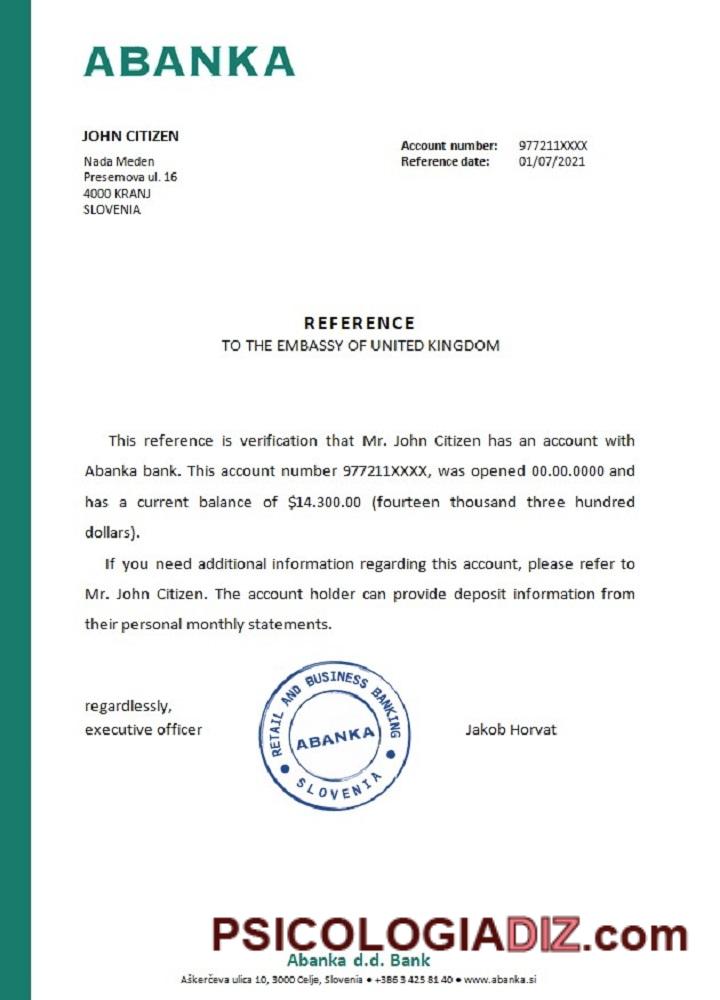 ABANKA
JOHN CITIZEN
Nada Meden
Presernova ul. 16
4000 KRANJ
SLOVENIA
Account number: 977211XXXX
Reference date: 01/07/2021
REFERENCE
TO THE EMBASSY OF UNITED KINGDOM
This reference is verification that Mr. John Citizen has an account with
Abanka bank. This account number 977211XXXX, was opened 00.00.0000 and
has a current balance of $14.300.00 (fourteen thousand three hundred
dollars).
If you need additional information regarding this account, please refer to
Mr. John Citizen. The account holder can provide deposit information from
their personal monthly statements.
regardlessly,
executive officer
RETAIL AND BUSINESS BANKING
ABANKA
SLOVENIA
Jakob Horvat
PSICOLOGIADIZ.com
Abanka d.d. Bank
Aškerčeva ulica 10, 3000 Celje, Slovenia • +386 3 425 81 40 • www.abanka.si